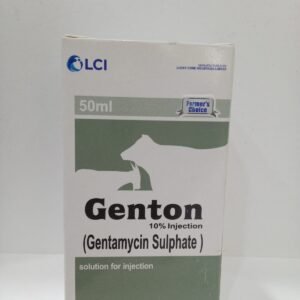 LCI
50ml
Farmer's
Choice
Genton
10% Injection
(Gentamycin Sulphate )
solution for injection